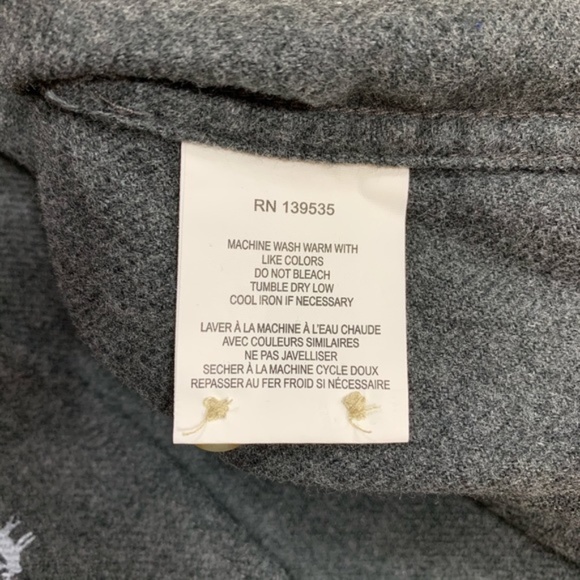 RN 139535
MACHINE WASH WARM WITH
LIKE COLORS
DO NOT BLEACH
TUMBLE DRY LOW
COOL IRON IF NECESSARY
LAVER À LA MACHINE À L'EAU CHAUDE
AVEC COULEURS SIMILAIRES
NE PAS JAVELLISER
SECHER À LA MACHINE CYCLE DOUX
REPASSER AU FER FROID SI NÉCESSAIRE